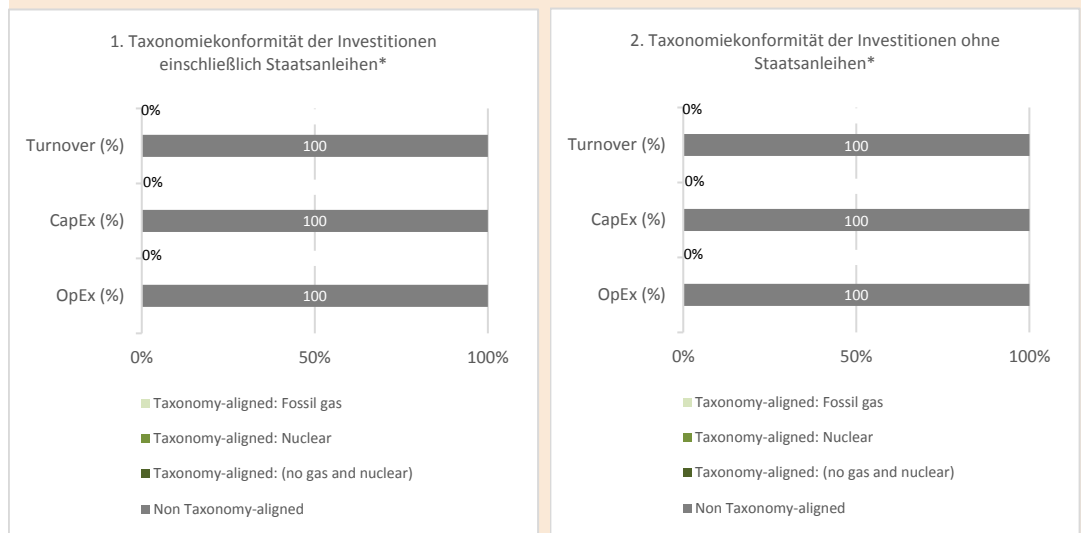 1. Taxonomiekonformität der Investitionen
einschließlich Staatsanleihen*
0%
Turnover (%)
100
0%
CapEx (%)
100
0%
OpEx (%)
100
0%
50%
100%
Taxonomy-aligned: Fossil gas
Taxonomy-aligned: Nuclear
Taxonomy-aligned: (no gas and nuclear)
Non Taxonomy-aligned
2. Taxonomiekonformität der Investitionen ohne
Staatsanleihen*
0%
Turnover (%)
100
0%
CapEx (%)
100
0%
OpEx (%)
100
0%
50%
100%
Taxonomy-aligned: Fossil gas
Taxonomy-aligned: Nuclear
Taxonomy-aligned: (no gas and nuclear)
Non Taxonomy-aligned